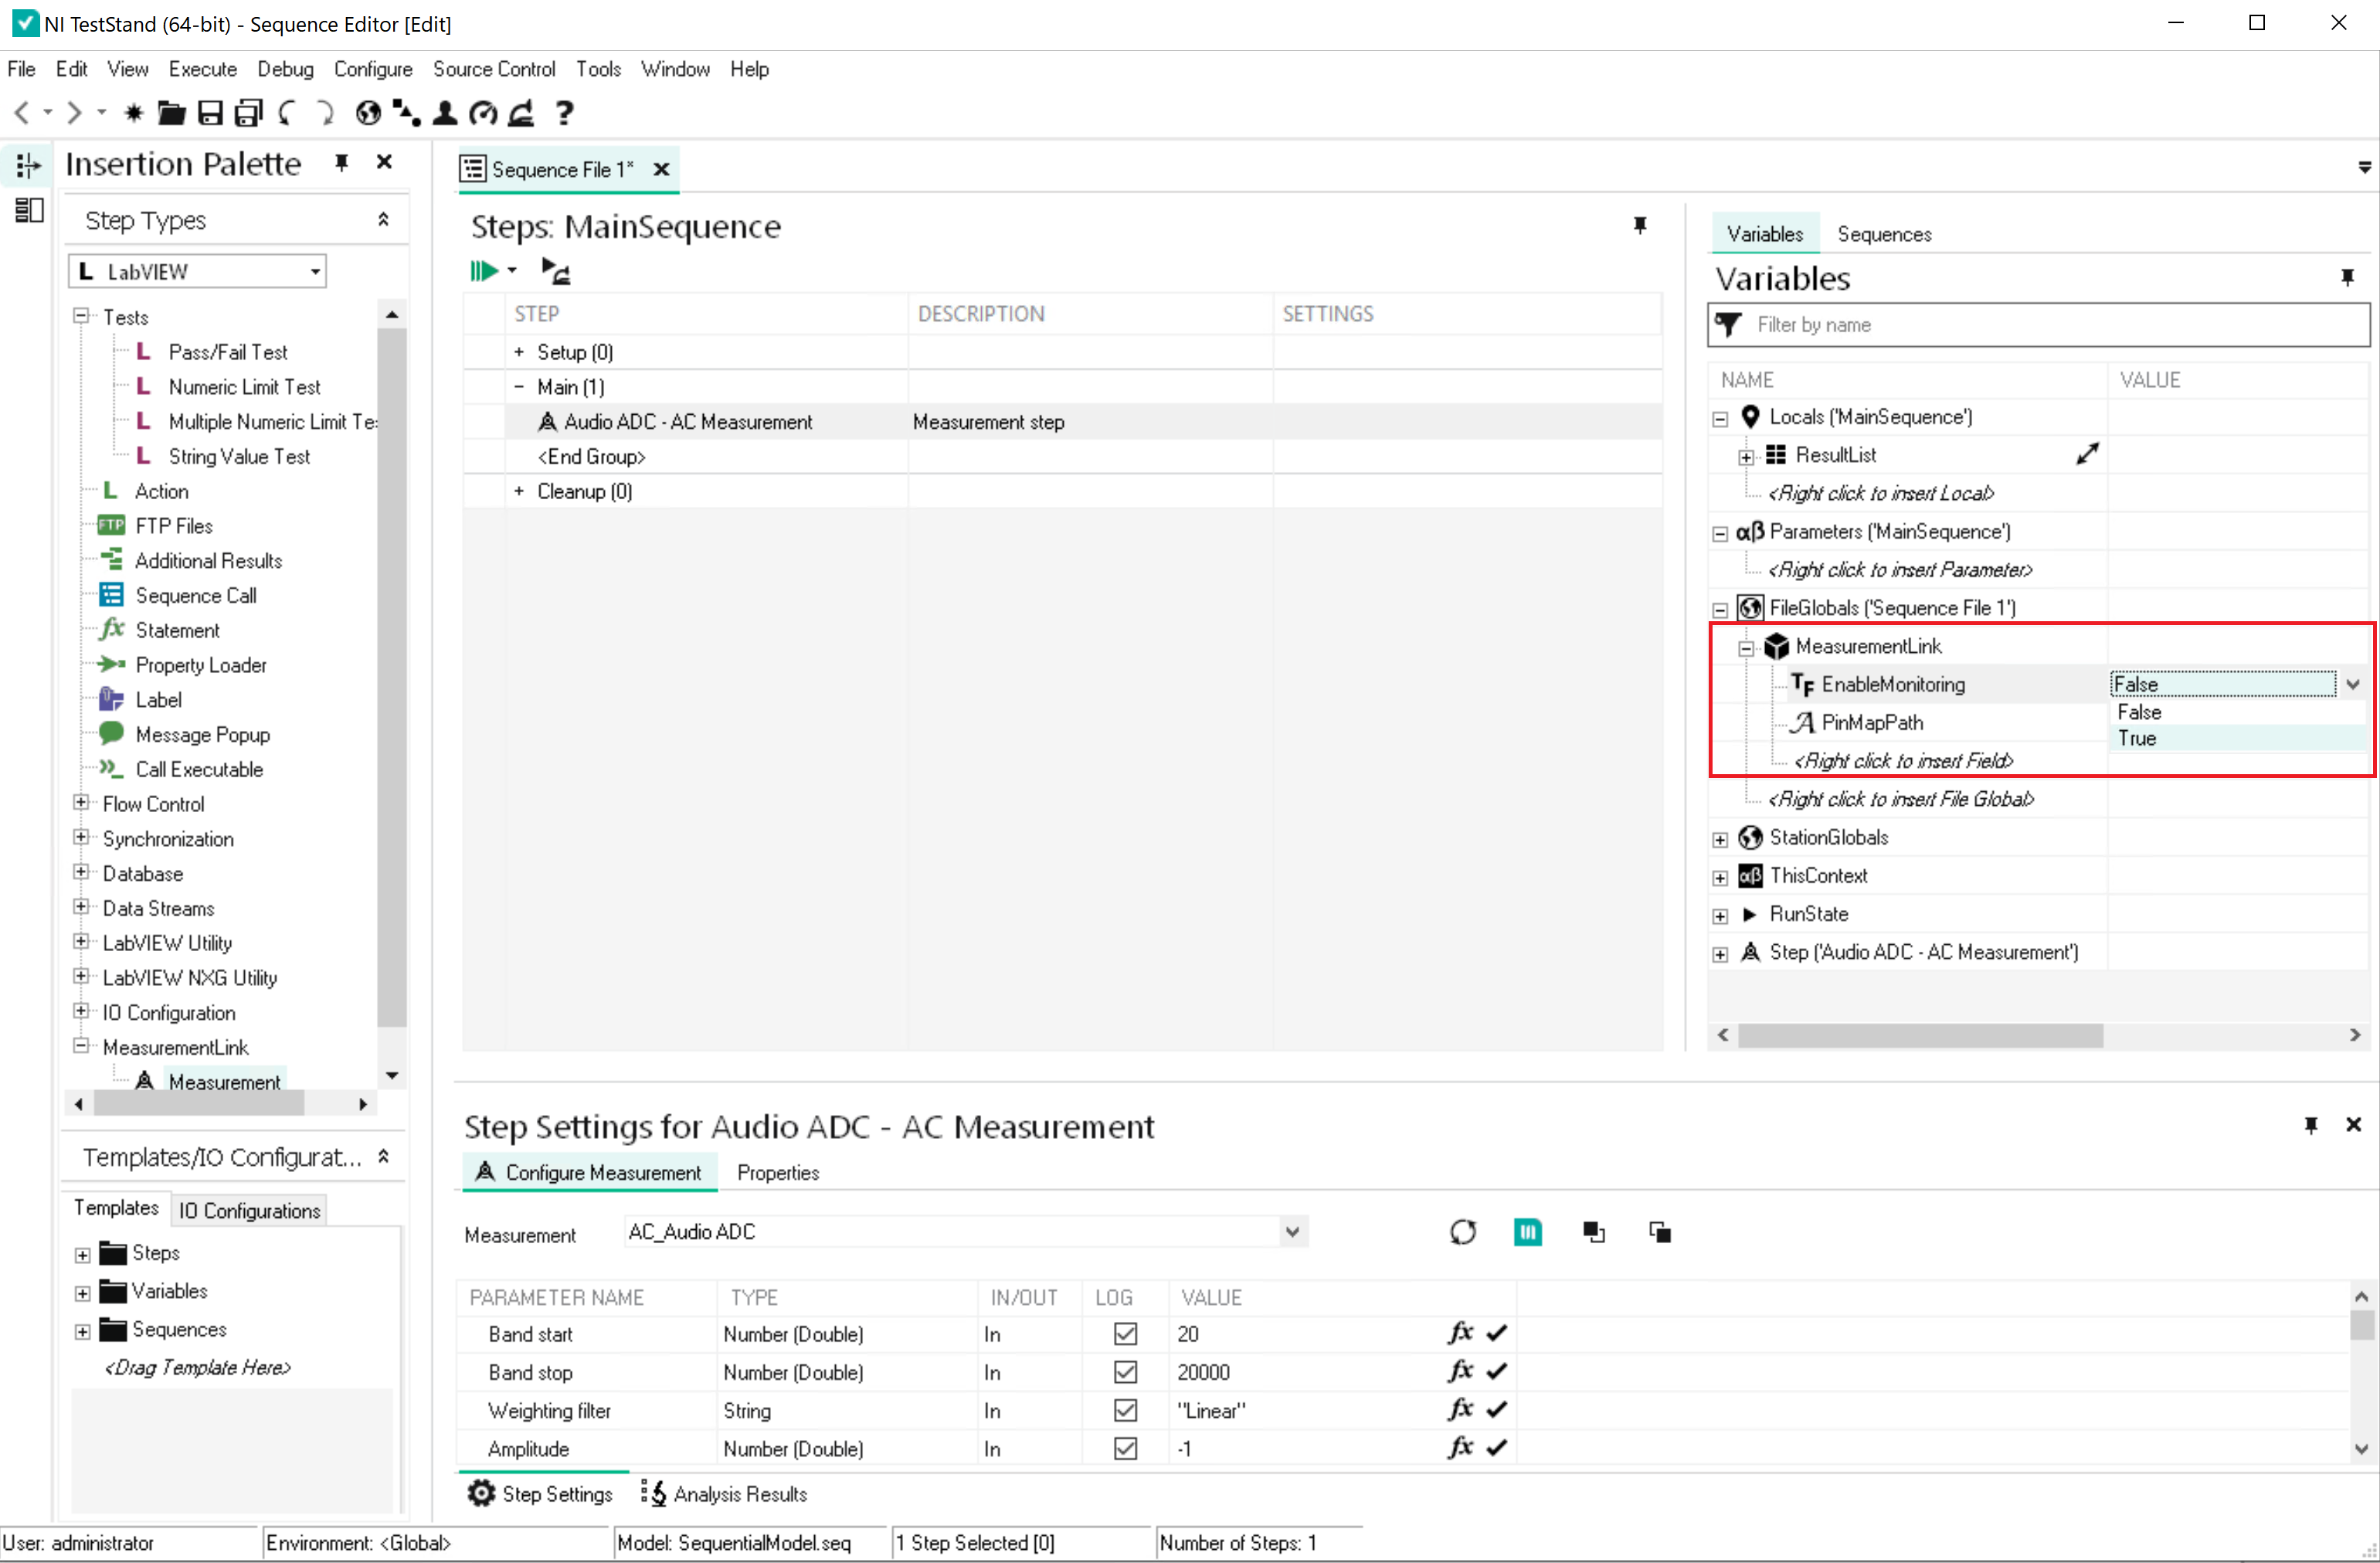 NI TestStand (64-bit) - Sequence Editor [Edit]
File Edit View Execute Debug Configure Source Control Tools Window Help
Insertion Palette
Step Types
L LabVIEW
Tests
L Pass/Fail Test
L Numeric Limit Test
L Multiple Numeric Limit Te
L String Value Test
L Action
FTP FTP Files
Additional Results
Sequence Call
fx Statement
Property Loader
Label
Message Popup
Call Executable
Flow Control
Synchronization
Database
Data Streams
LabVIEW Utility
LabVIEW NXG Utility
IO Configuration
MeasurementLink
Measurement
Templates/IO Configurat...
Templates IO Configurations
Steps
Variables
Sequences
<Drag Template Here>
Sequence File 1*
Steps: MainSequence
STEP DESCRIPTION SETTINGS
+ Setup (0)
− Main (1)
Audio ADC - AC Measurement Measurement step
<End Group>
+ Cleanup (0)
Variables Sequences
Variables
Filter by name
NAME VALUE
Locals ('MainSequence')
ResultList
<Right click to insert Local>
αβ Parameters ('MainSequence')
<Right click to insert Parameter>
FileGlobals ('Sequence File 1')
MeasurementLink
TF EnableMonitoring False
False
A PinMapPath
True
<Right click to insert Field>
<Right click to insert File Global>
StationGlobals
αβ ThisContext
RunState
Step ('Audio ADC - AC Measurement')
Step Settings for Audio ADC - AC Measurement
Configure Measurement Properties
Measurement AC_Audio ADC
PARAMETER NAME TYPE IN/OUT LOG VALUE
Band start Number (Double) In 20 fx
Band stop Number (Double) In 20000 fx
Weighting filter String In "Linear" fx
Amplitude Number (Double) In -1 fx
Step Settings Analysis Results
User: administrator Environment: <Global> Model: SequentialModel.seq 1 Step Selected [0] Number of Steps: 1